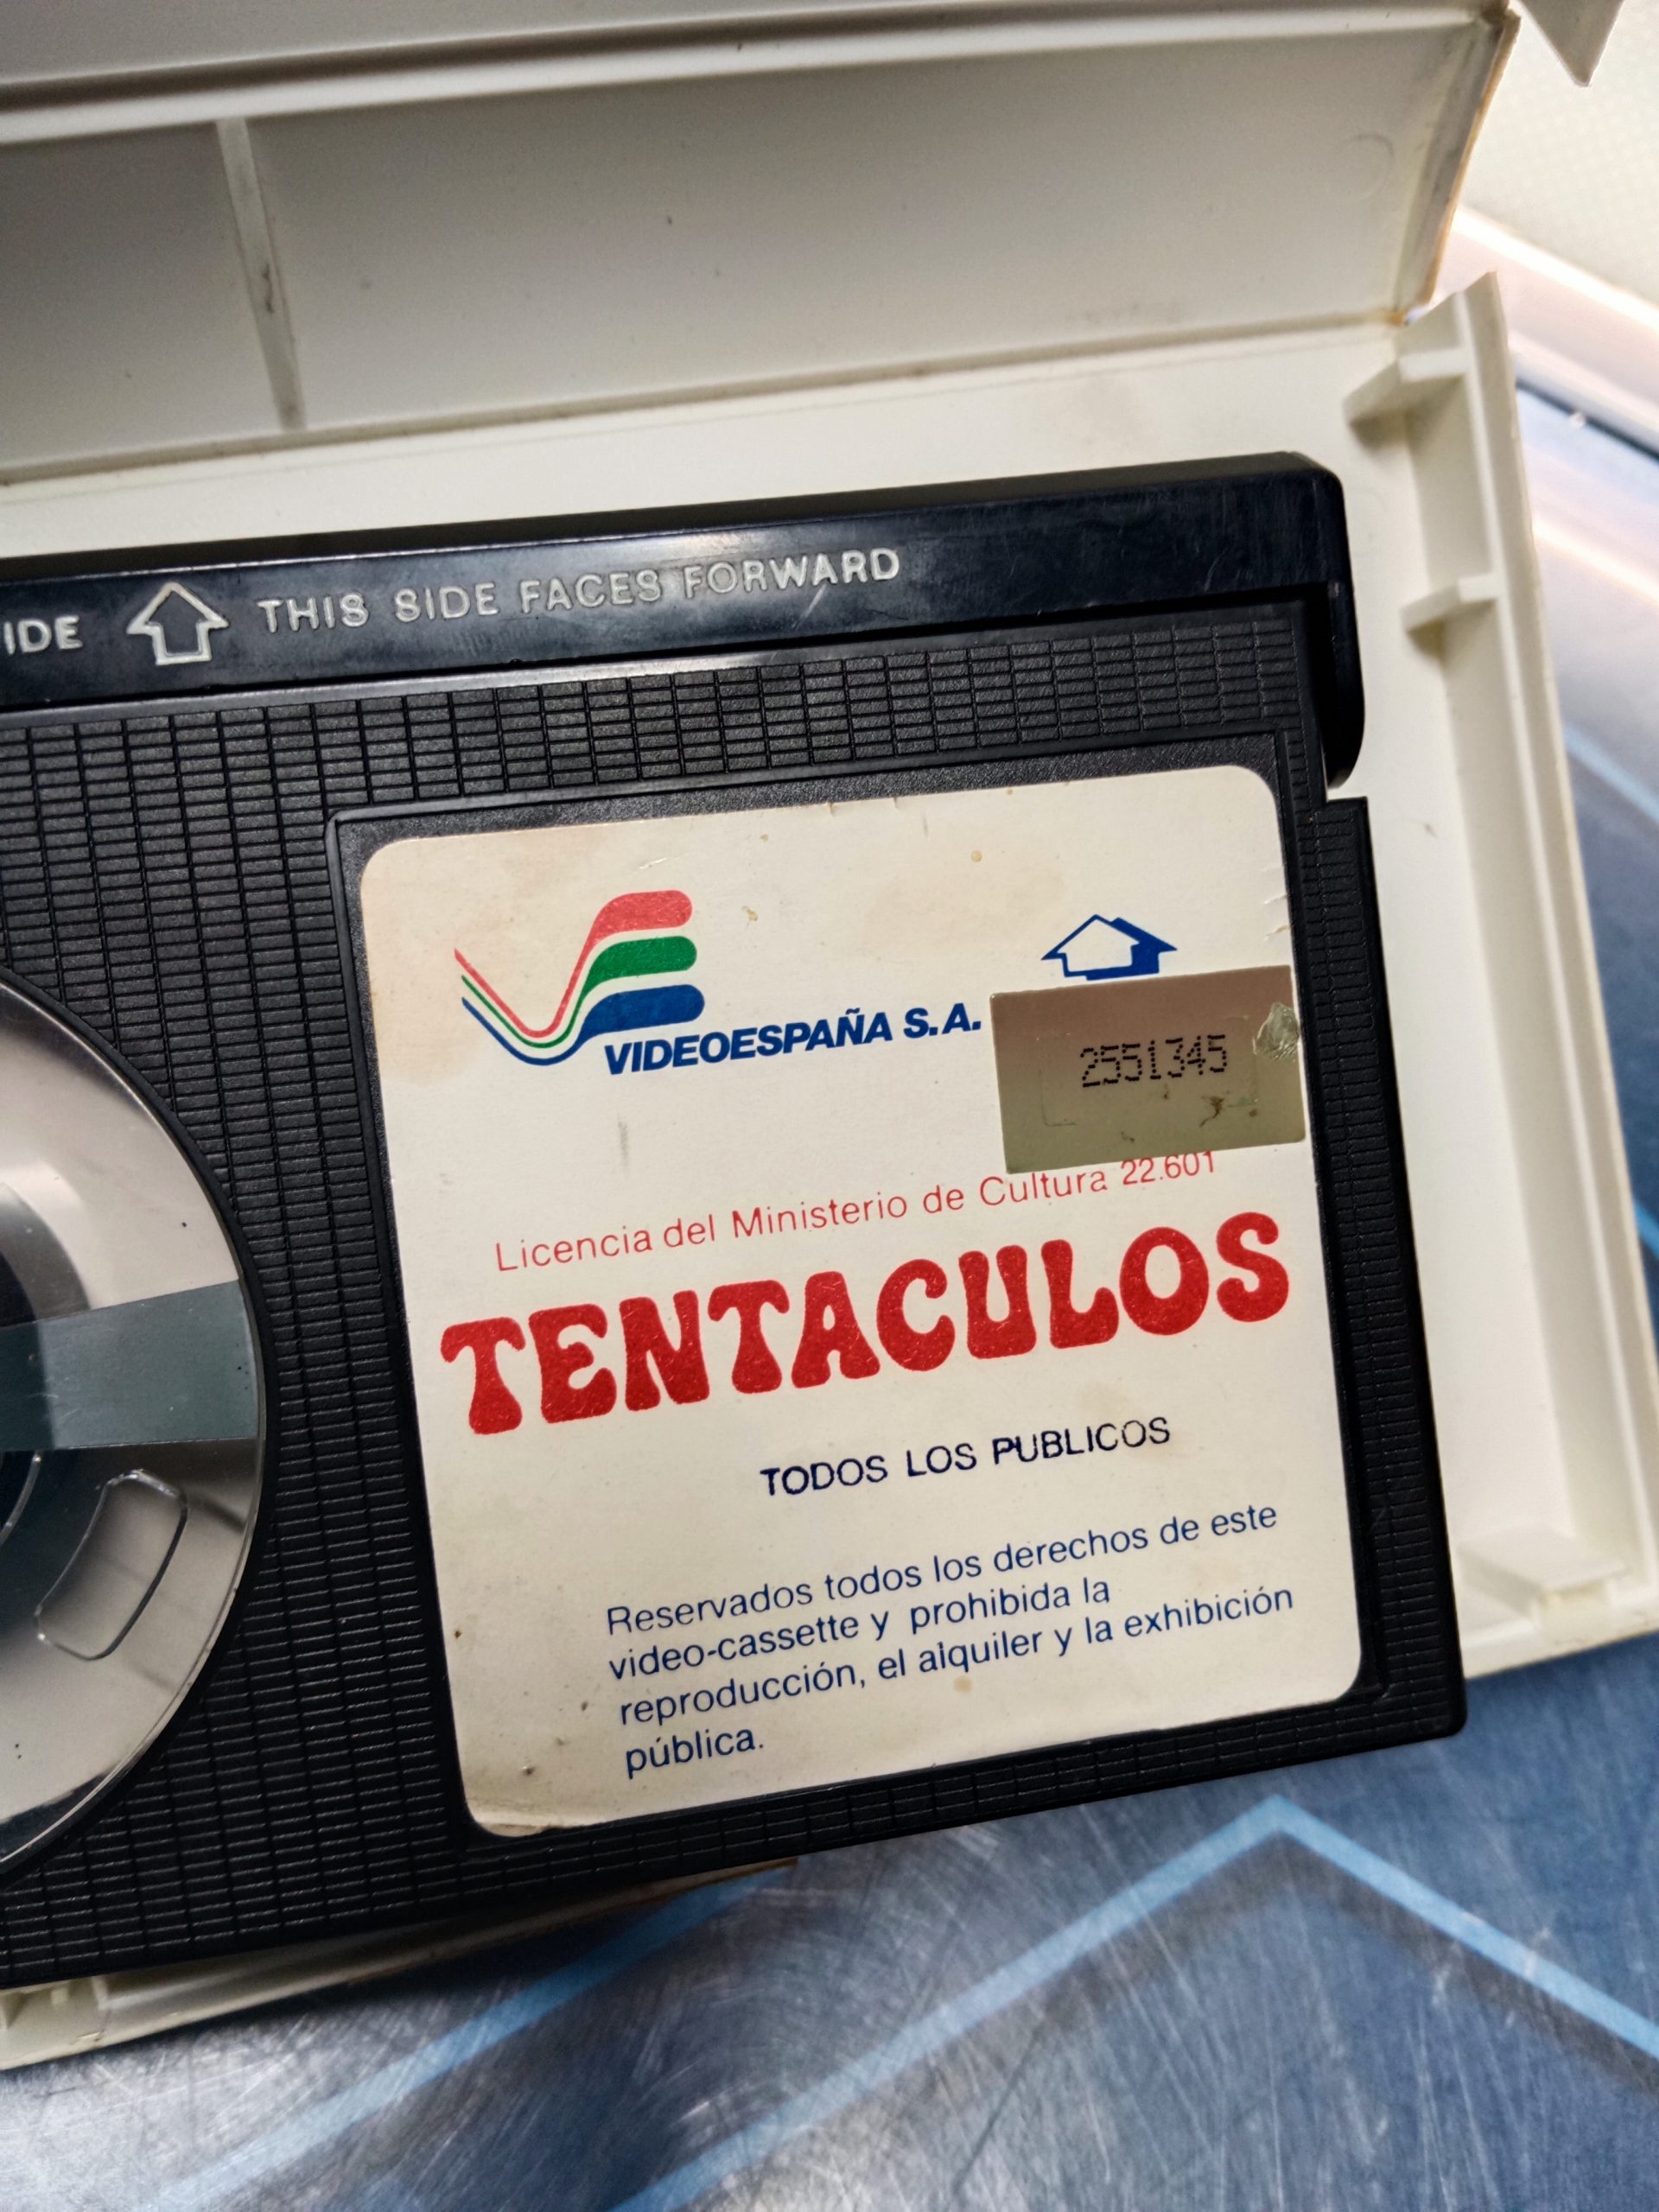 IDE THIS SIDE FACES FORWARD
VIDEOESPAÑA S.A.
2551345
Licencia del Ministerio de Cultura 22.601
TENTACULOS
TODOS LOS PUBLICOS
Reservados todos los derechos de este
video-cassette y prohibida la
reproducción, el alquiler y la exhibición
pública.